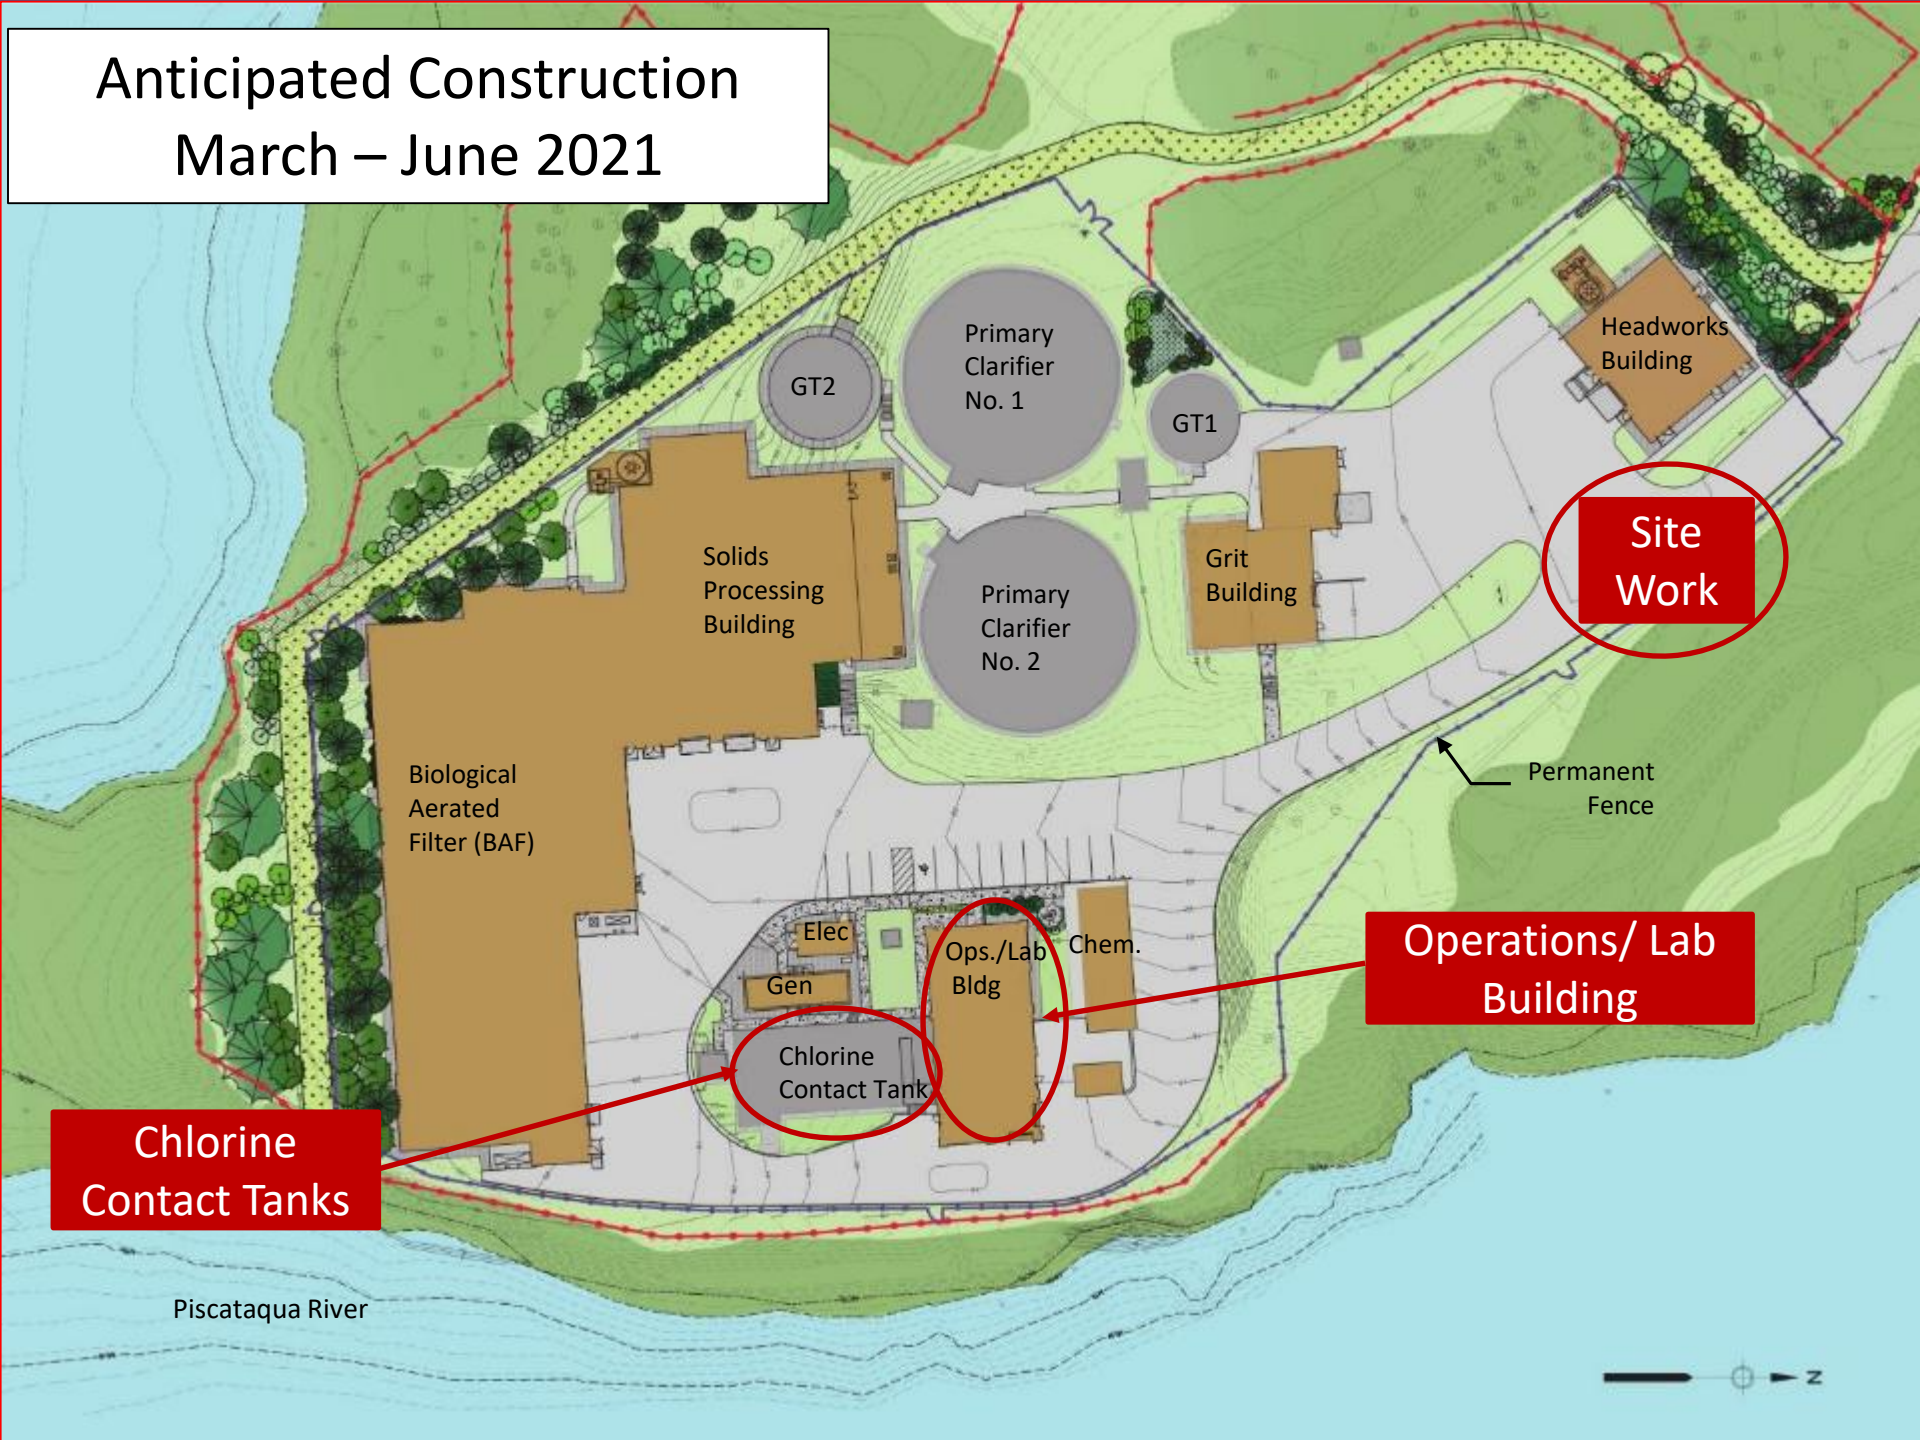 Anticipated Construction
March – June 2021
Headworks
Building
Primary
Clarifier
No. 1
GT2
GT1
Site
Work
Solids
Processing
Building
Grit
Building
Primary
Clarifier
No. 2
Permanent
Fence
Biological
Aerated
Filter (BAF)
Elec
Ops./Lab
Bldg
Chem.
Gen
Operations/ Lab
Building
Chlorine
Contact Tank
Chlorine
Contact Tanks
Piscataqua River
N